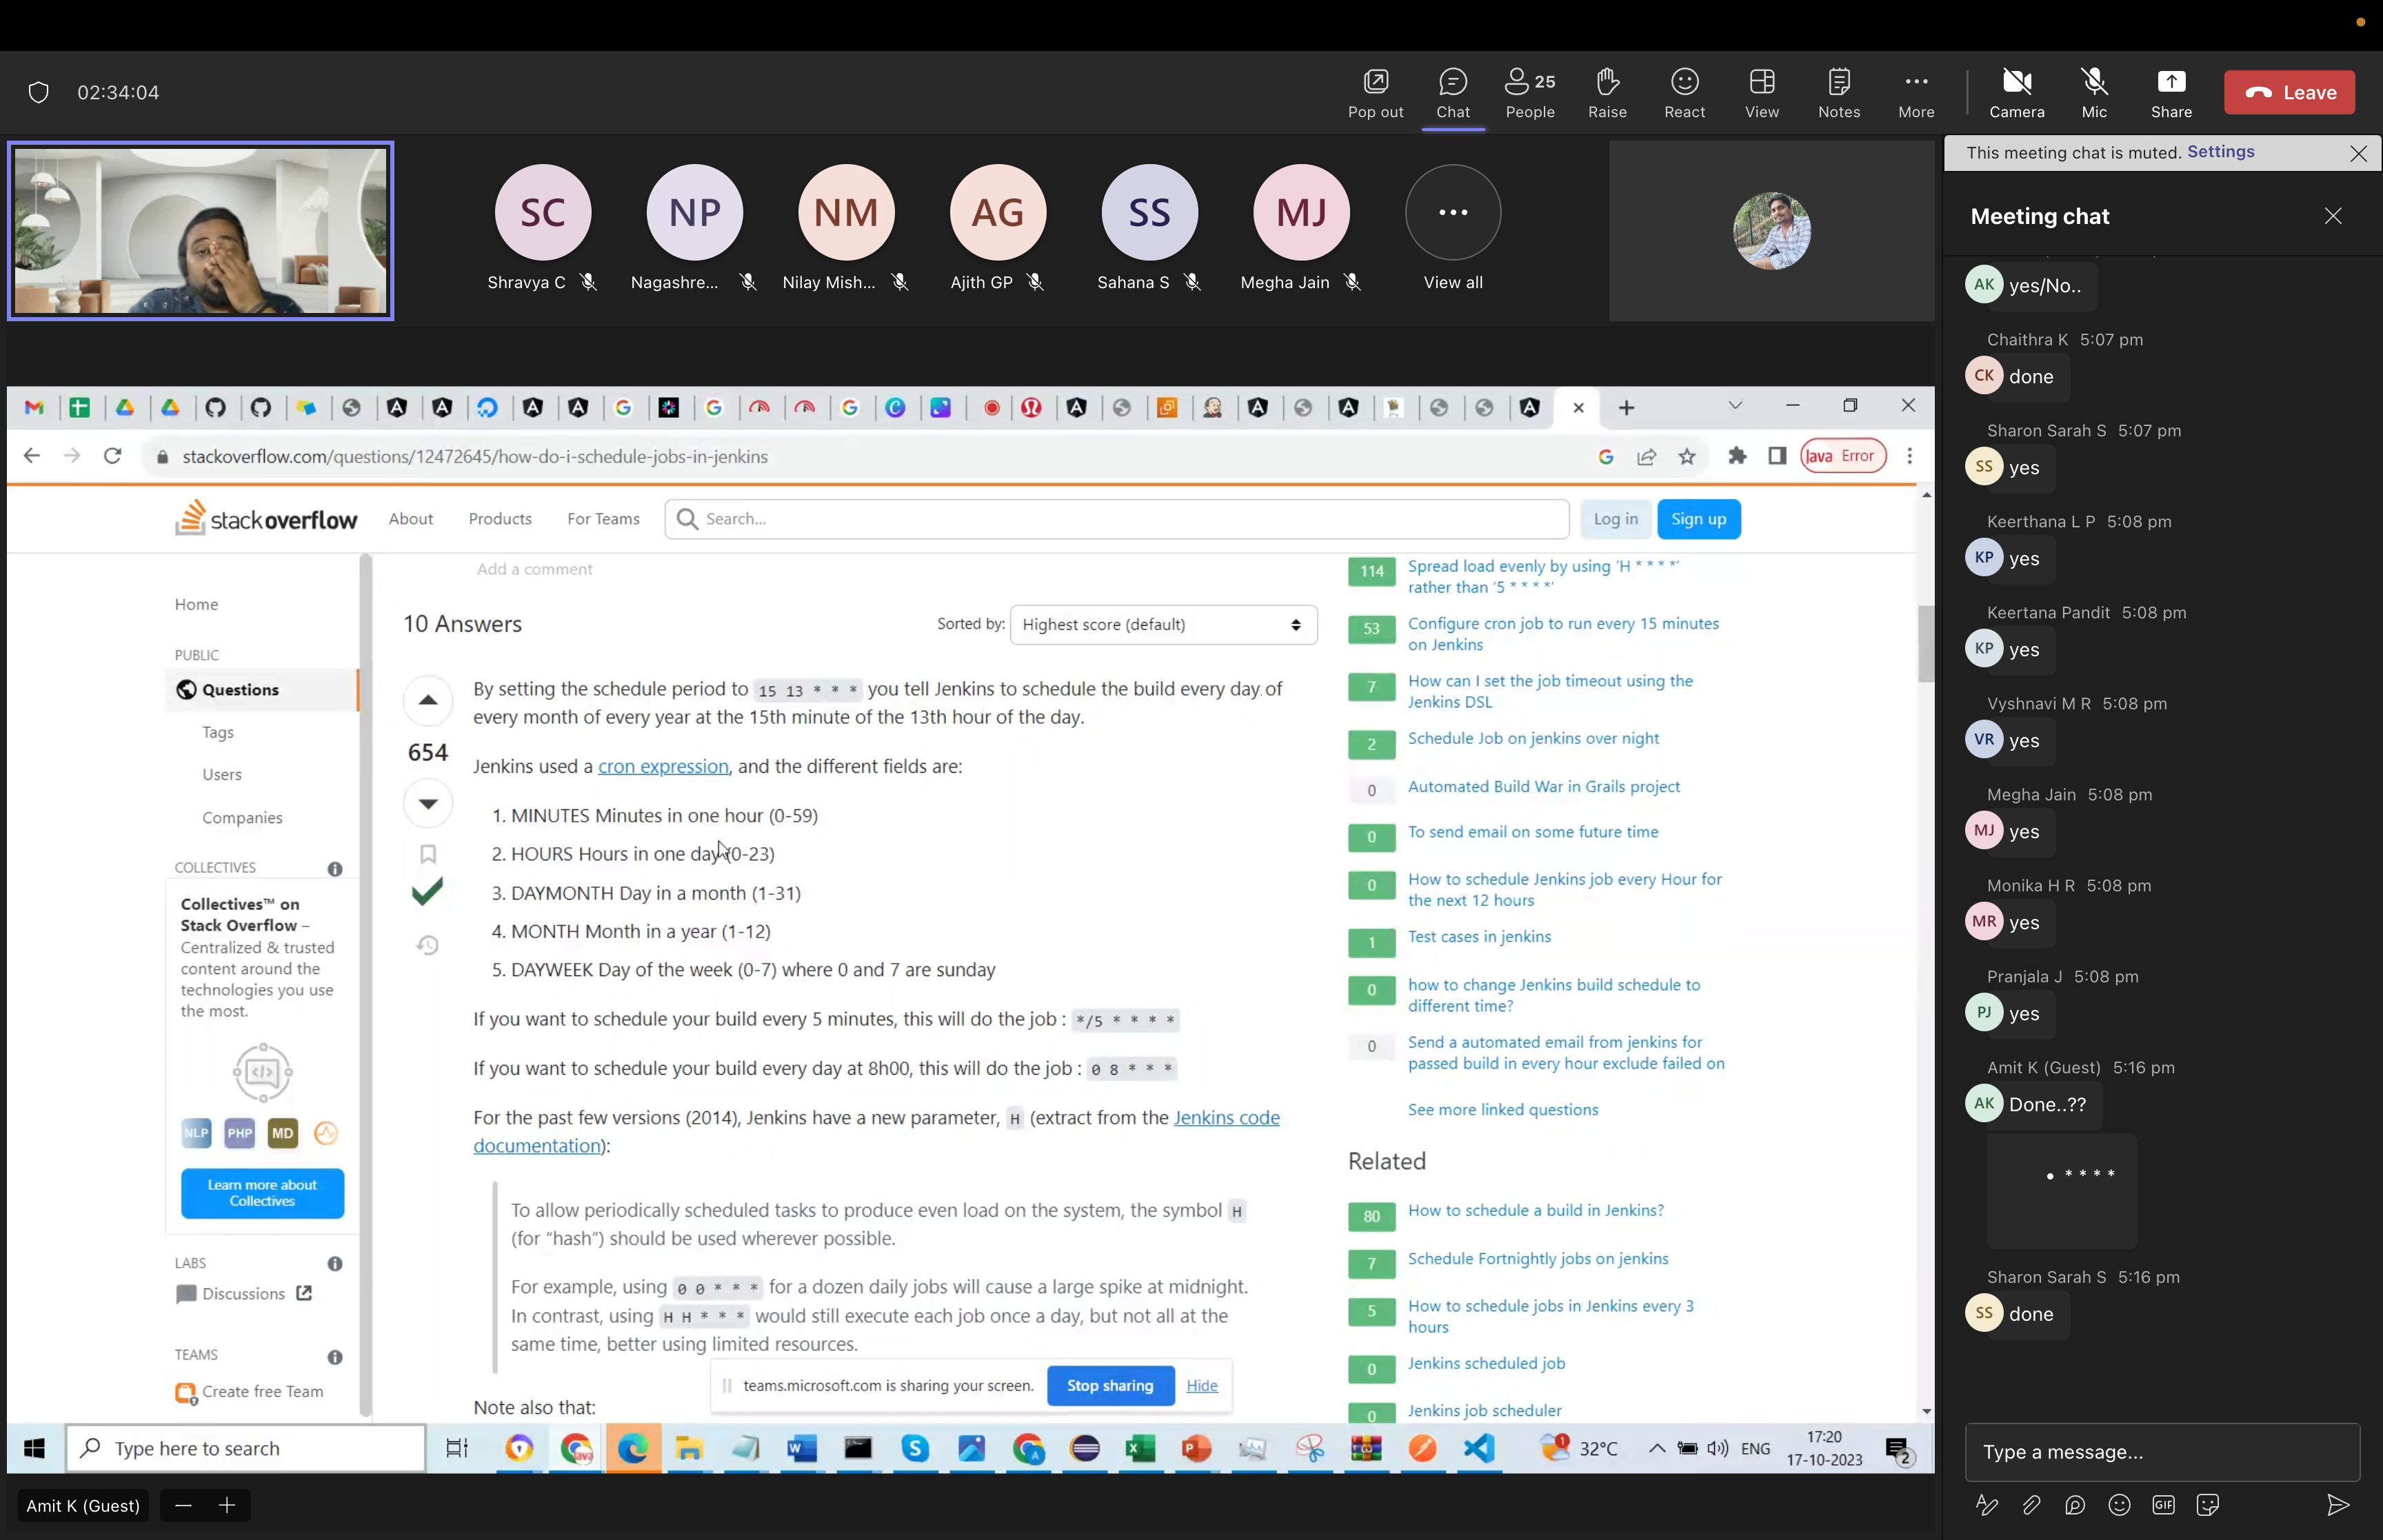 02:34:04
Pop out
Chat
25
People
Raise
React
View
Notes
More
Camera
Mic
Share
Leave
SC
NP
NM
AG
SS
MJ
Shravya C
Nagashre...
Nilay Mish...
Ajith GP
Sahana S
Megha Jain
View all
This meeting chat is muted. Settings
Meeting chat
AK
yes/No..
Chaithra K 5:07 pm
CK
done
Sharon Sarah S 5:07 pm
SS
yes
Keerthana L P 5:08 pm
KP
yes
Keertana Pandit 5:08 pm
KP
yes
Vyshnavi M R 5:08 pm
VR
yes
Megha Jain 5:08 pm
MJ
yes
Monika H R 5:08 pm
MR
yes
Pranjala J 5:08 pm
PJ
yes
Amit K (Guest) 5:16 pm
AK
Done..??
• * * * *
Sharon Sarah S 5:16 pm
SS
done
Type a message...
GIF
stackoverflow.com/questions/12472645/how-do-i-schedule-jobs-in-jenkins
Java Error
stackoverflow
About
Products
For Teams
Search...
Log in
Sign up
Home
PUBLIC
Questions
Tags
Users
Companies
COLLECTIVES
Collectives™ on
Stack Overflow –
Centralized & trusted
content around the
technologies you use
the most.
NLP
PHP
MD
Learn more about
Collectives
LABS
Discussions
TEAMS
Create free Team
Add a comment
10 Answers
Sorted by:
Highest score (default)
654
By setting the schedule period to 15 13 * * * you tell Jenkins to schedule the build every day of
every month of every year at the 15th minute of the 13th hour of the day.
Jenkins used a cron expression, and the different fields are:
1. MINUTES Minutes in one hour (0-59)
2. HOURS Hours in one day (0-23)
3. DAYMONTH Day in a month (1-31)
4. MONTH Month in a year (1-12)
5. DAYWEEK Day of the week (0-7) where 0 and 7 are sunday
If you want to schedule your build every 5 minutes, this will do the job : */5 * * * *
If you want to schedule your build every day at 8h00, this will do the job : 0 8 * * *
For the past few versions (2014), Jenkins have a new parameter, H (extract from the Jenkins code
documentation):
To allow periodically scheduled tasks to produce even load on the system, the symbol H
(for “hash”) should be used wherever possible.
For example, using 0 0 * * * for a dozen daily jobs will cause a large spike at midnight.
In contrast, using H H * * * would still execute each job once a day, but not all at the
same time, better using limited resources.
Note also that:
114
Spread load evenly by using ‘H * * * *’
rather than ‘5 * * * *’
53
Configure cron job to run every 15 minutes
on Jenkins
7
How can I set the job timeout using the
Jenkins DSL
2
Schedule Job on jenkins over night
0
Automated Build War in Grails project
0
To send email on some future time
0
How to schedule Jenkins job every Hour for
the next 12 hours
1
Test cases in jenkins
0
how to change Jenkins build schedule to
different time?
0
Send a automated email from jenkins for
passed build in every hour exclude failed on
See more linked questions
Related
80
How to schedule a build in Jenkins?
7
Schedule Fortnightly jobs on jenkins
5
How to schedule jobs in Jenkins every 3
hours
0
Jenkins scheduled job
0
Jenkins job scheduler
teams.microsoft.com is sharing your screen.
Stop sharing
Hide
Type here to search
32°C
ENG
17:20
17-10-2023
2
Amit K (Guest)